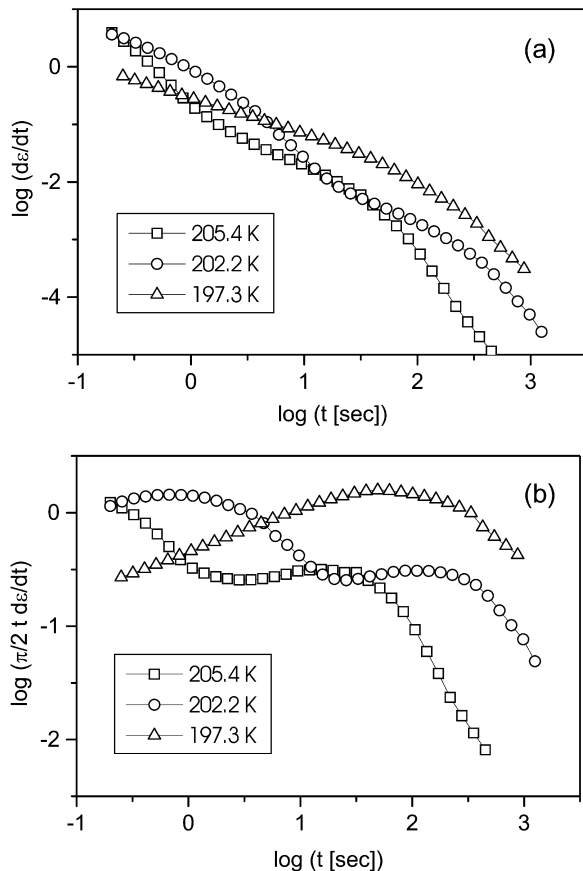 (a)
log (dε/dt)
0
-2
-4
205.4 K
202.2 K
197.3 K
-1
0
1
2
3
log (t [sec])
(b)
log (π/2 t dε/dt)
0
-1
-2
205.4 K
202.2 K
197.3 K
-1
0
1
2
3
log (t [sec])